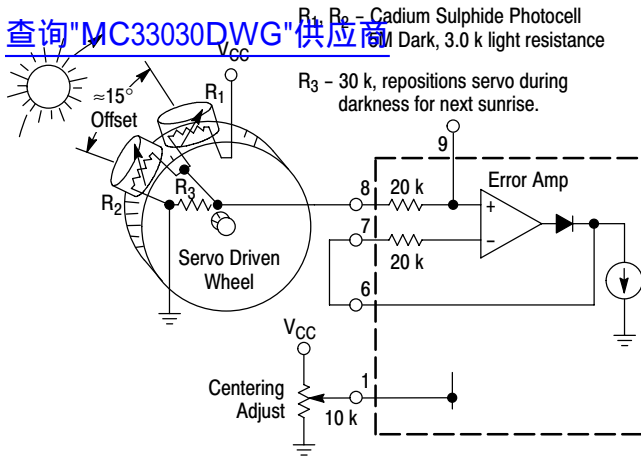 查询"MC33030DWG"供应商
R1, R2 – Cadium Sulphide Photocell
5M Dark, 3.0 k light resistance
R3 – 30 k, repositions servo during
darkness for next sunrise.
VCC
≈15°
Offset
R1
R2
R3
Servo Driven
Wheel
9
8
20 k
Error Amp
+
7
–
20 k
6
VCC
Centering
Adjust
10 k
1